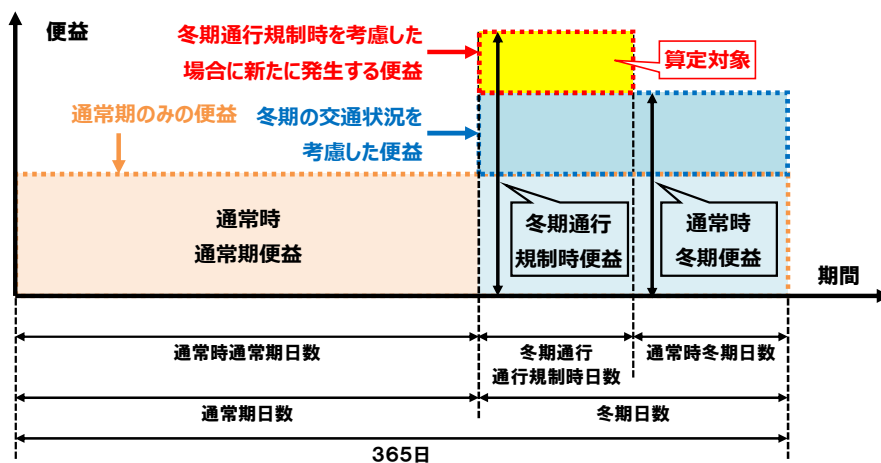 便益
冬期通行規制時を考慮した
場合に新たに発生する便益
算定対象
通常期のみの便益
冬期の交通状況を
考慮した便益
通常時
通常期便益
冬期通行
規制時便益
通常時
冬期便益
期間
通常時通常期日数
冬期通行
通行規制時日数
通常時冬期日数
通常期日数
冬期日数
365日